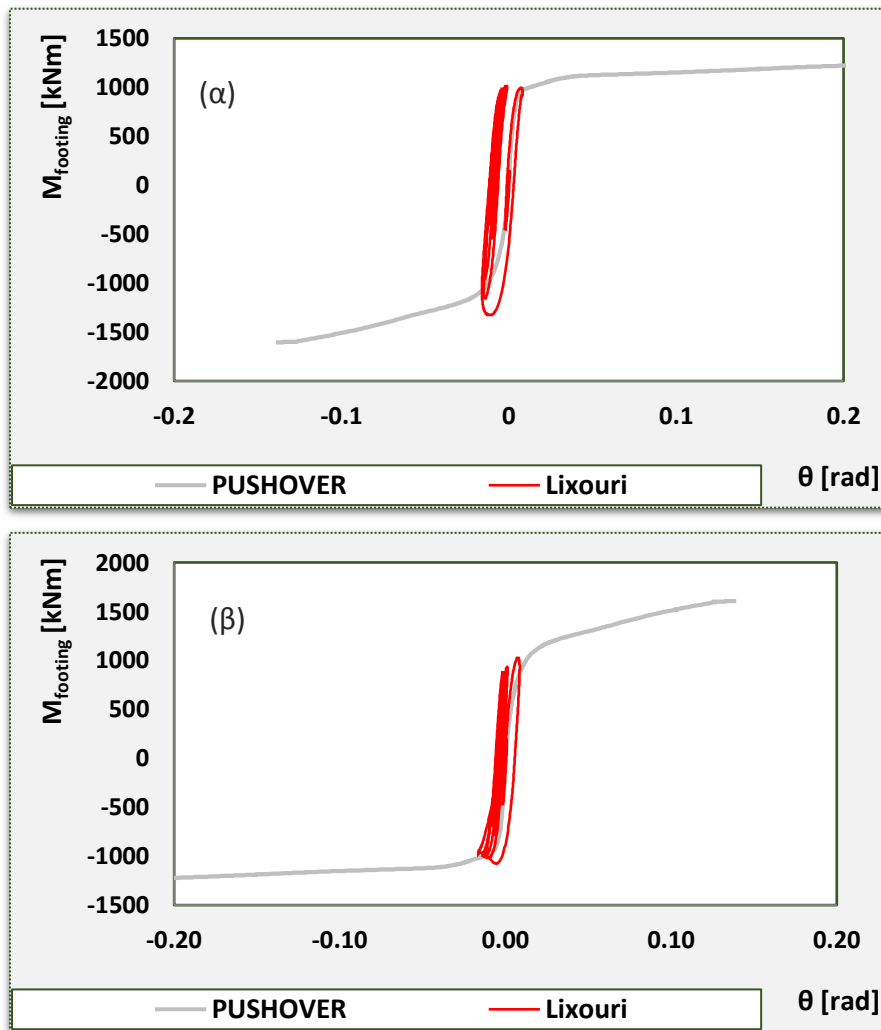 1500
1000
500
0
-500
-1000
-1500
-2000
M_footing [kNm]
(α)
-0.2 -0.1 0 0.1 0.2
θ [rad]
PUSHOVER Lixouri
2000
1500
1000
500
0
-500
-1000
-1500
M_footing [kNm]
(β)
-0.20 -0.10 0.00 0.10 0.20
θ [rad]
PUSHOVER Lixouri